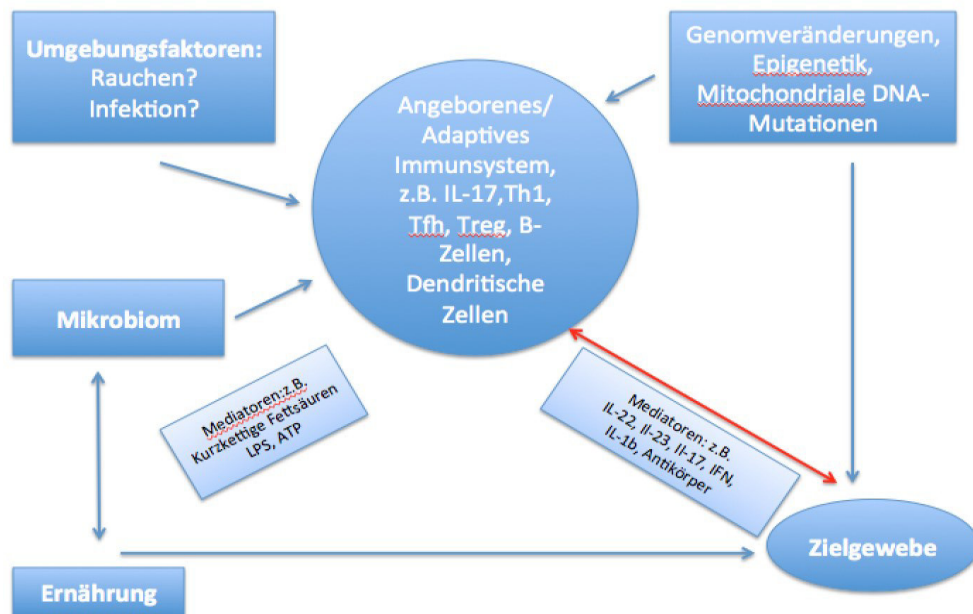 Umgebungsfaktoren:
Rauchen?
Infektion?
Genomveränderungen,
Epigenetik,
Mitochondriale DNA-
Mutationen
Angeborenes/
Adaptives
Immunsystem,
z.B. IL-17,Th1,
Tfh, Treg, B-
Zellen,
Dendritische
Zellen
Mikrobiom
Mediatoren:z.B.
Kurzkettige Fettsäuren
LPS, ATP
Mediatoren: z.B.
IL-22, Il-23, Il-17, IFN,
IL-1b, Antikörper
Zielgewebe
Ernährung